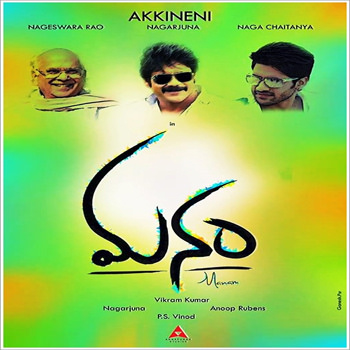 AKKINENI
NAGESWARA RAO NAGARJUNA NAGA CHAITANYA
in
మనం
Manam
Vikram Kumar
Nagarjuna Anoop Rubens
P.S. Vinod